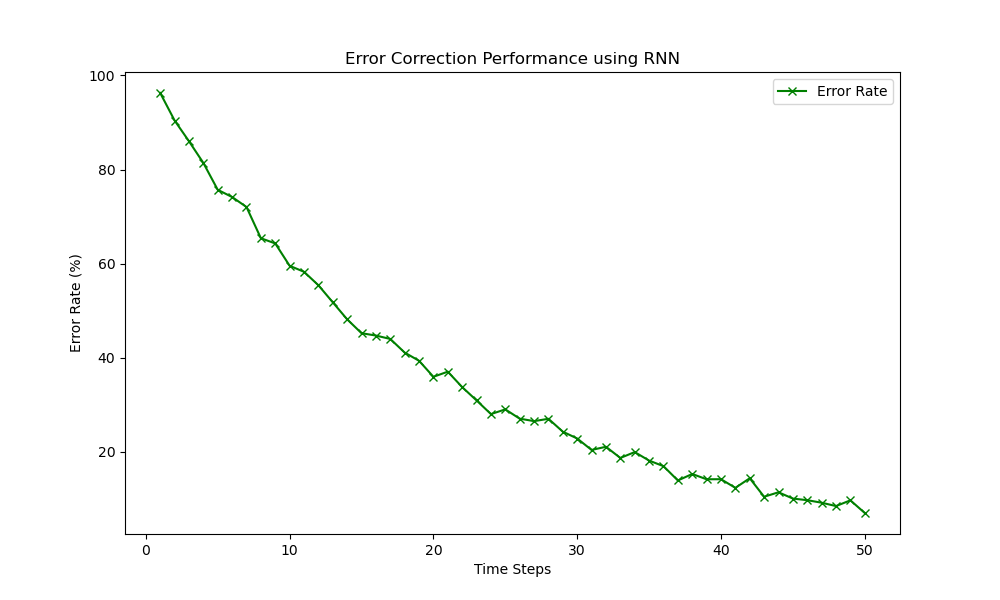 Error Correction Performance using RNN
Error Rate
Error Rate (%)
100
80
60
40
20
0 10 20 30 40 50
Time Steps